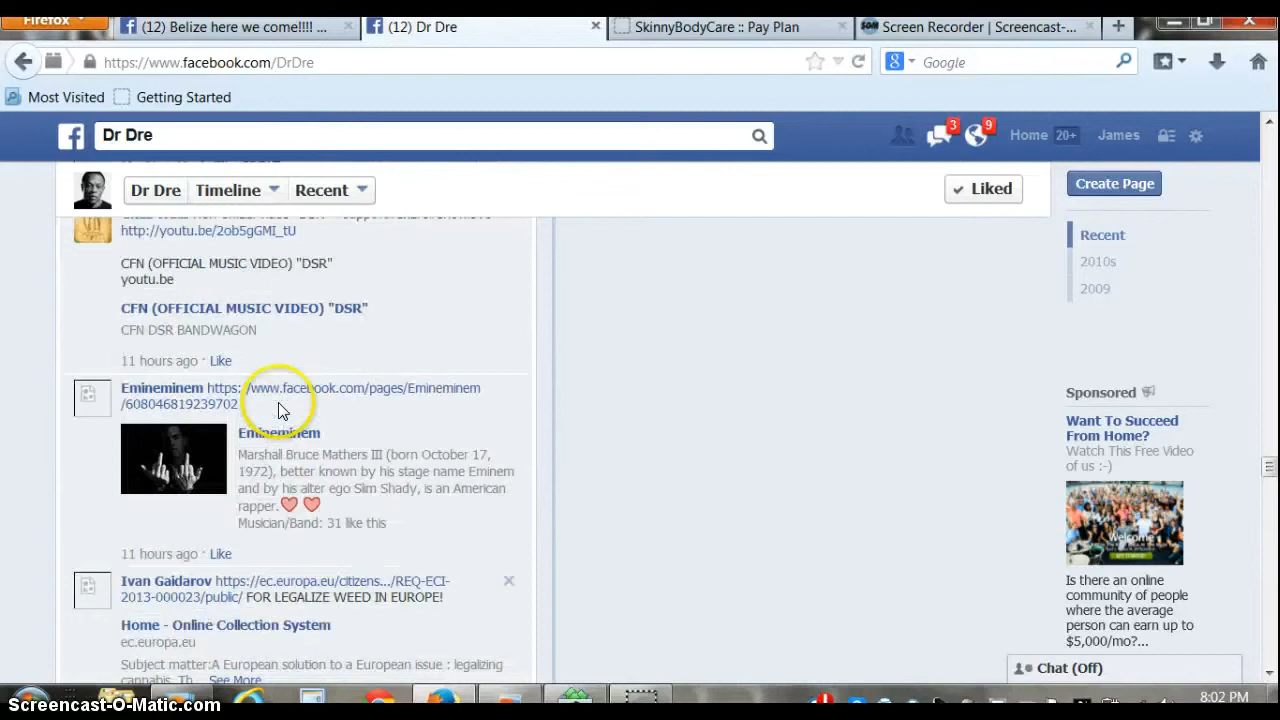 Firefox
(12) Belize here we come!!!! ...
(12) Dr Dre
SkinnyBodyCare :: Pay Plan
Screen Recorder | Screencast-...
https://www.facebook.com/DrDre
Google
Most Visited
Getting Started
Dr Dre
3
9
Home 20+
James
Dr Dre
Timeline
Recent
Liked
Create Page
Recent
2010s
2009
http://youtu.be/2ob5gGMI_tU
CFN (OFFICIAL MUSIC VIDEO) "DSR"
youtu.be
CFN (OFFICIAL MUSIC VIDEO) "DSR"
CFN DSR BANDWAGON
11 hours ago · Like
Emineminem https://www.facebook.com/pages/Emineminem
/608046819239702
Emineminem
Marshall Bruce Mathers III (born October 17,
1972), better known by his stage name Eminem
and by his alter ego Slim Shady, is an American
rapper.
Musician/Band: 31 like this
11 hours ago · Like
Ivan Gaidarov https://ec.europa.eu/citizens.../REQ-ECI-
2013-000023/public/ FOR LEGALIZE WEED IN EUROPE!
Home - Online Collection System
ec.europa.eu
Subject matter:A European solution to a European issue : legalizing
cannabis. Th... See More
Sponsored
Want To Succeed
From Home?
Watch This Free Video
of us :-)
Welcome
Is there an online
community of people
where the average
person can earn up to
$5,000/mo?...
Chat (Off)
8:02 PM
Screencast-O-Matic.com